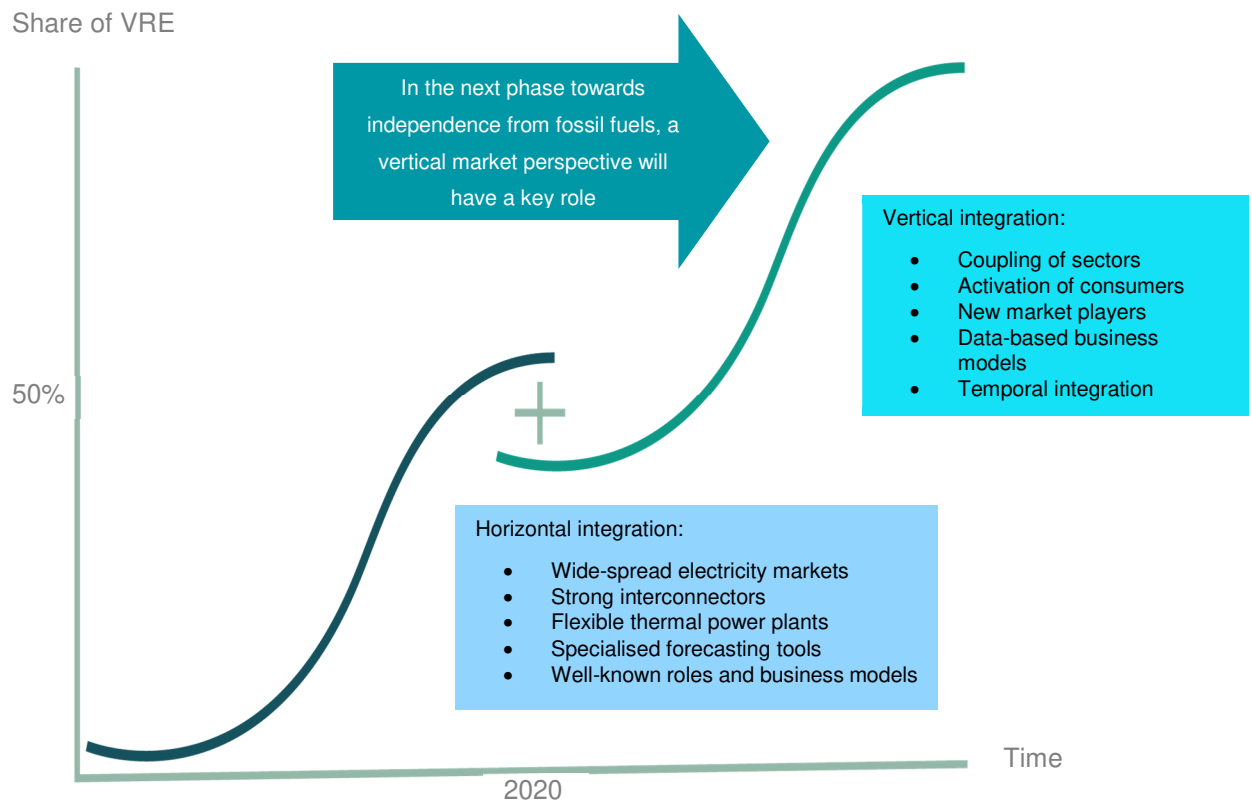 Share of VRE
In the next phase towards
independence from fossil fuels, a
vertical market perspective will
have a key role
Vertical integration:
• Coupling of sectors
• Activation of consumers
• New market players
• Data-based business
models
• Temporal integration
50%
Horizontal integration:
• Wide-spread electricity markets
• Strong interconnectors
• Flexible thermal power plants
• Specialised forecasting tools
• Well-known roles and business models
Time
2020